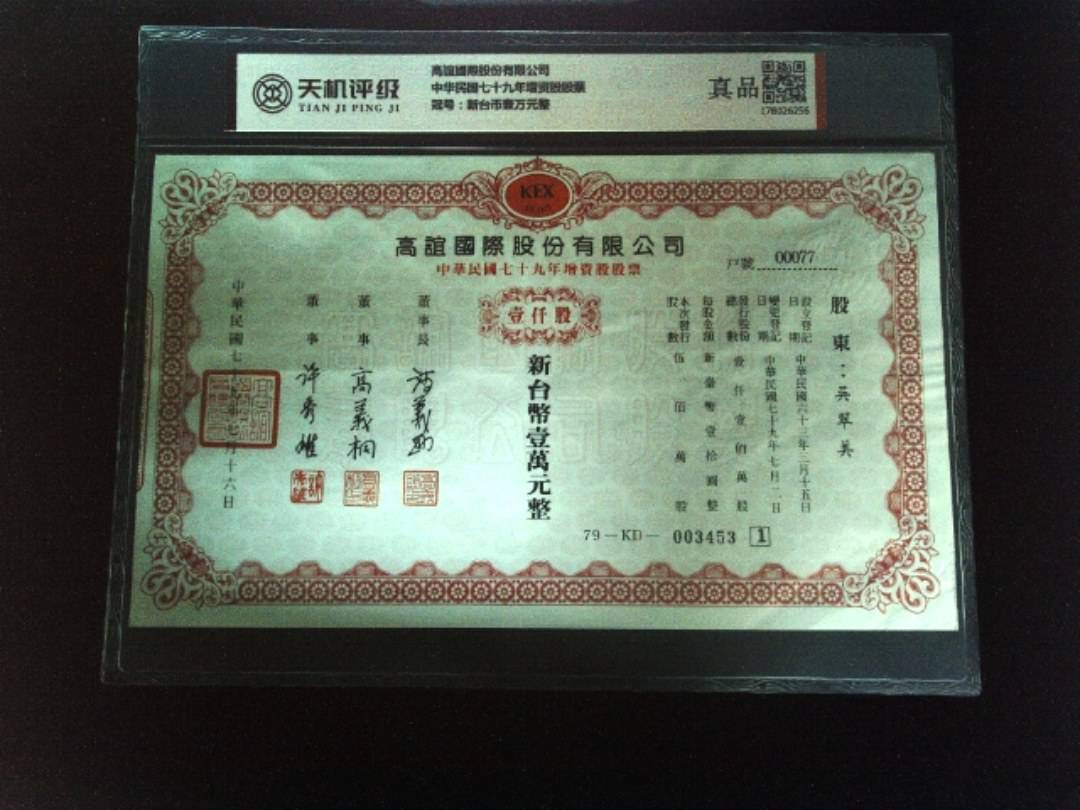 天机评级
TIAN JI PING JI
高誼國際股份有限公司
中华民國七十九年增资股股票
冠号：新台币壹万元整
真品
178026256
KEX
高誼國際股份有限公司
中華民國七十九年增資股股票
戶號 00077
壹仟股
股東：吳翠英
設立登記日期 中華民國六十三年三月十五日
變更登記日期 中華民國七十九年七月二日
發行股份總數 壹仟壹佰萬股
每股金額 新臺幣壹拾圓整
本次發行股數 伍佰萬股
新台幣壹萬元整
董事長
董事 高義桐
董事 許秀
中華民國七十九年七月十六日
79－KD－ 003453 1